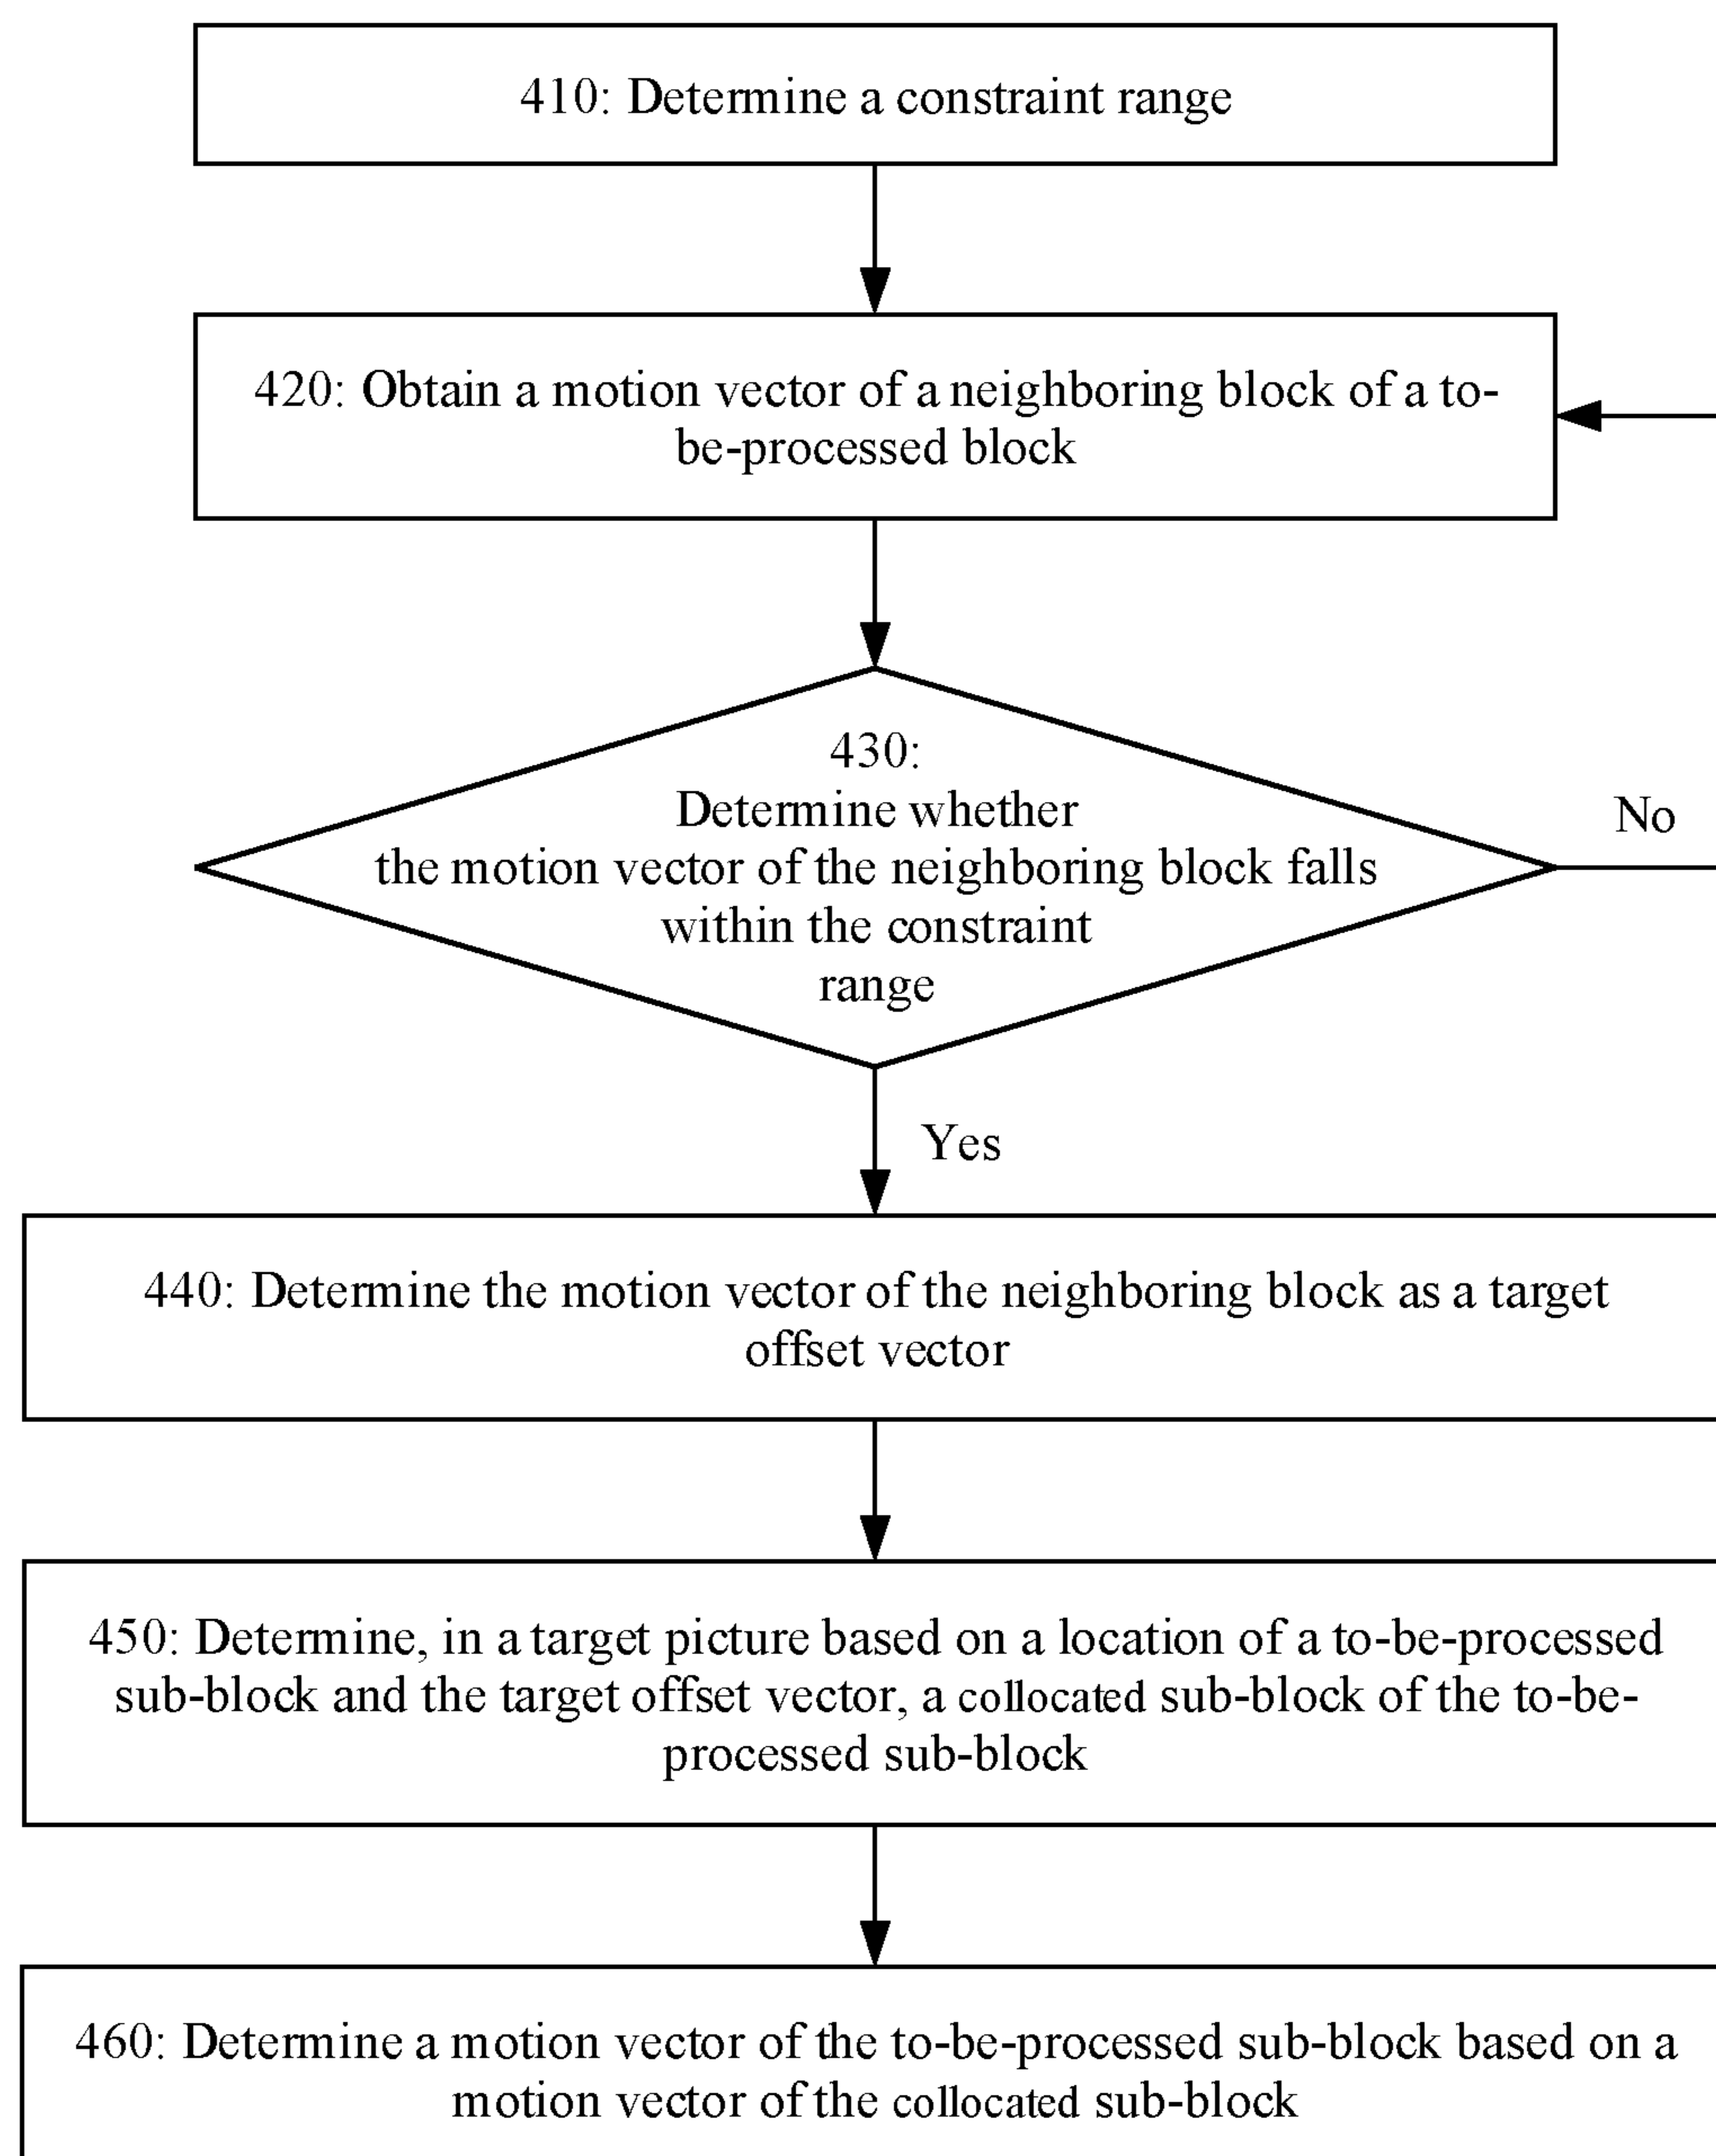 410: Determine a constraint range
420: Obtain a motion vector of a neighboring block of a to-
be-processed block
430:
Determine whether
the motion vector of the neighboring block falls
within the constraint
range
No
Yes
440: Determine the motion vector of the neighboring block as a target
offset vector
450: Determine, in a target picture based on a location of a to-be-processed
sub-block and the target offset vector, a collocated sub-block of the to-be-
processed sub-block
460: Determine a motion vector of the to-be-processed sub-block based on a
motion vector of the collocated sub-block